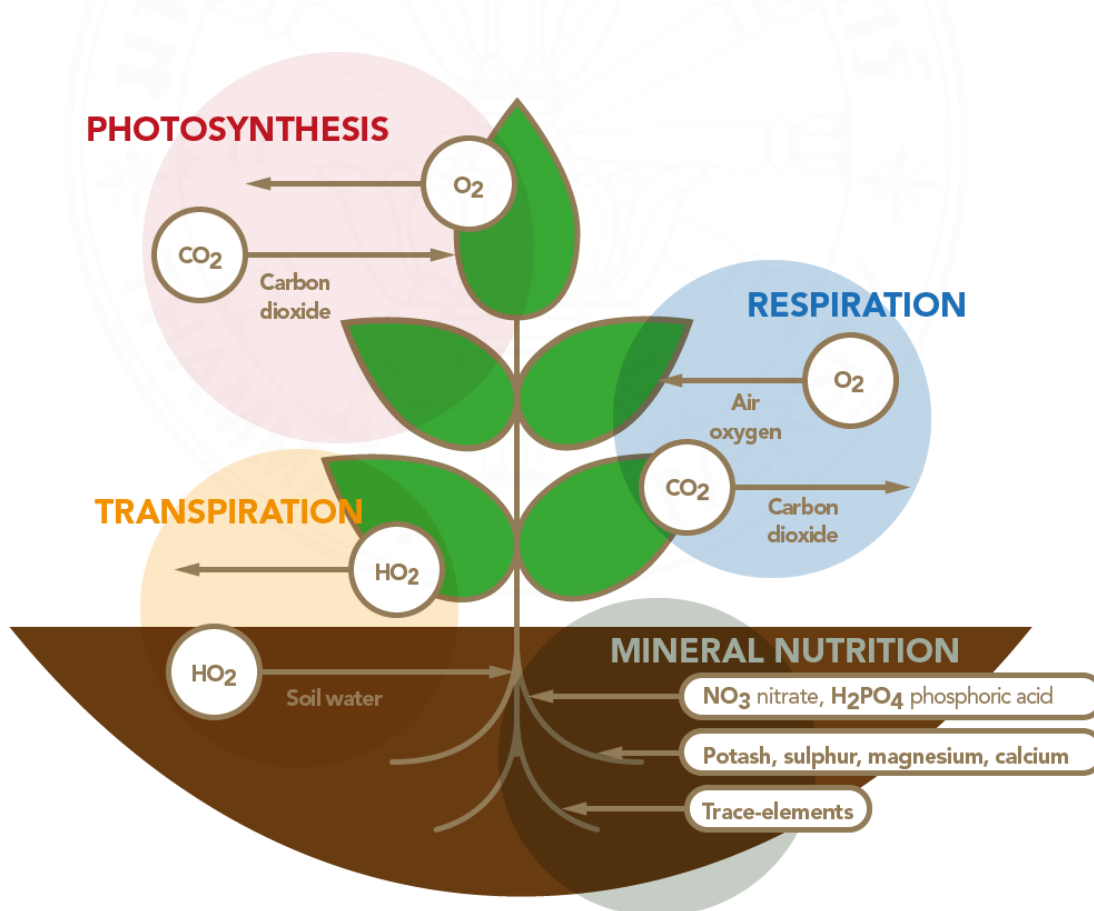 PHOTOSYNTHESIS
O2
CO2
Carbon
dioxide
RESPIRATION
O2
Air
oxygen
CO2
Carbon
dioxide
TRANSPIRATION
HO2
HO2
Soil water
MINERAL NUTRITION
NO3 nitrate, H2PO4 phosphoric acid
Potash, sulphur, magnesium, calcium
Trace-elements